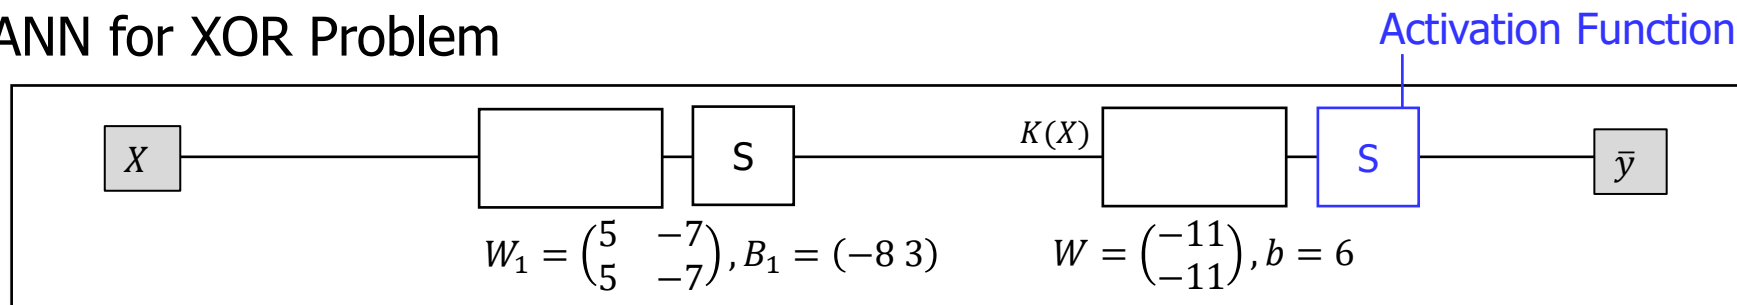 ANN for XOR Problem
Activation Function
X
S
K(X)
S
ȳ
W₁ = (5 −7
5 −7), B₁ = (−8 3)
W = (−11
−11), b = 6